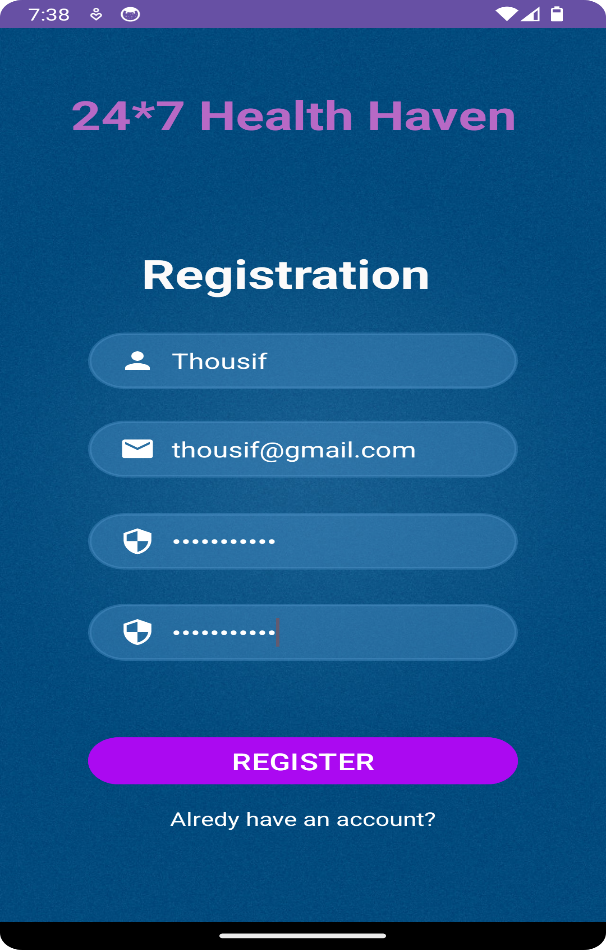 7:38
24*7 Health Haven
Registration
Thousif
thousif@gmail.com
•••••••••••
•••••••••••
REGISTER
Alredy have an account?